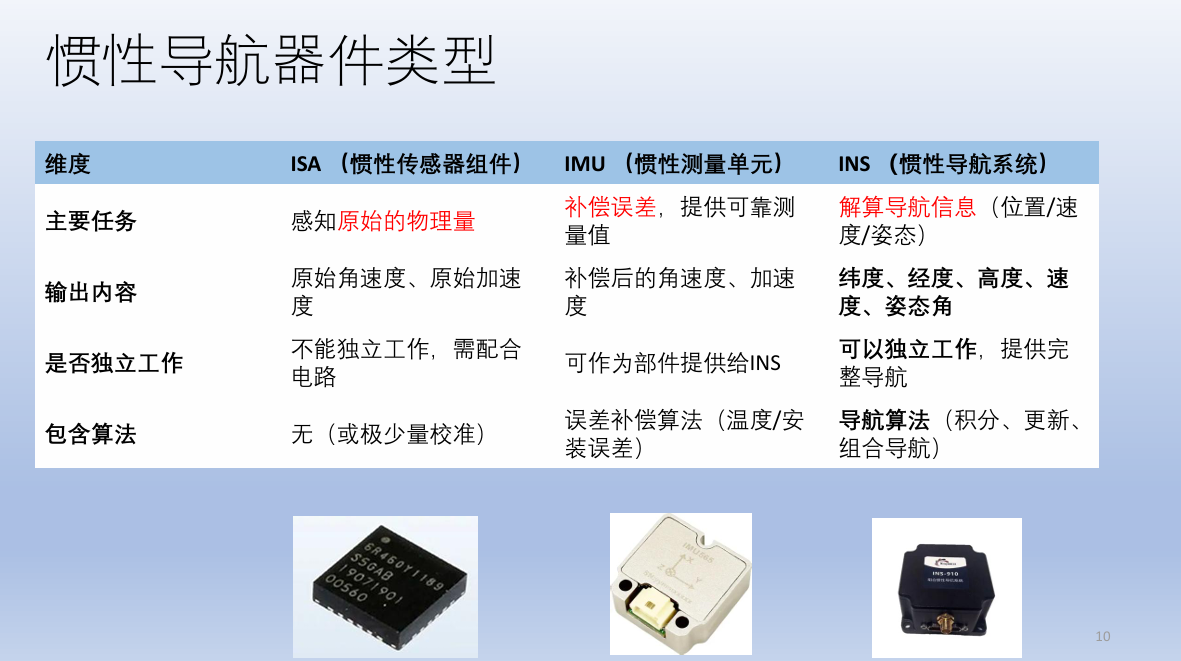 惯性导航器件类型
维度
ISA （惯性传感器组件）
IMU （惯性测量单元）
INS （惯性导航系统）
主要任务
感知原始的物理量
补偿误差，提供可靠测
量值
解算导航信息（位置/速
度/姿态）
输出内容
原始角速度、原始加速
度
补偿后的角速度、加速
度
纬度、经度、高度、速
度、姿态角
是否独立工作
不能独立工作，需配合
电路
可作为部件提供给INS
可以独立工作，提供完
整导航
包含算法
无（或极少量校准）
误差补偿算法（温度/安
装误差）
导航算法（积分、更新、
组合导航）
6R460Y1189
SSGAB
19071901
00560
X
Z
Y
INS-910
10